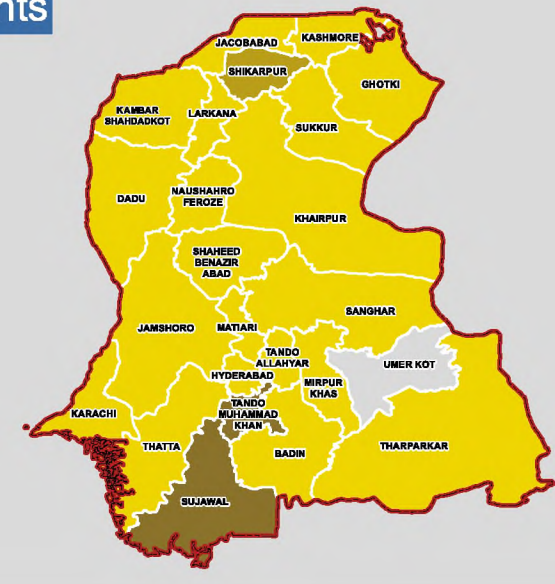 nts
JACOBABAD
KASHMORE
SHIKARPUR
GHOTKI
KAMBAR
SHAHDADKOT
LARKANA
SUKKUR
DADU
NAUSHAHRO
FEROZE
KHAIRPUR
SHAHEED
BENAZIR
ABAD
SANGHAR
JAMSHORO
MATIARI
TANDO
ALLAHYAR
UMER KOT
HYDERABAD
MIRPUR
KHAS
KARACHI
TANDO
MUHAMMAD
KHAN
THATTA
BADIN
THARPARKAR
SUJAWAL